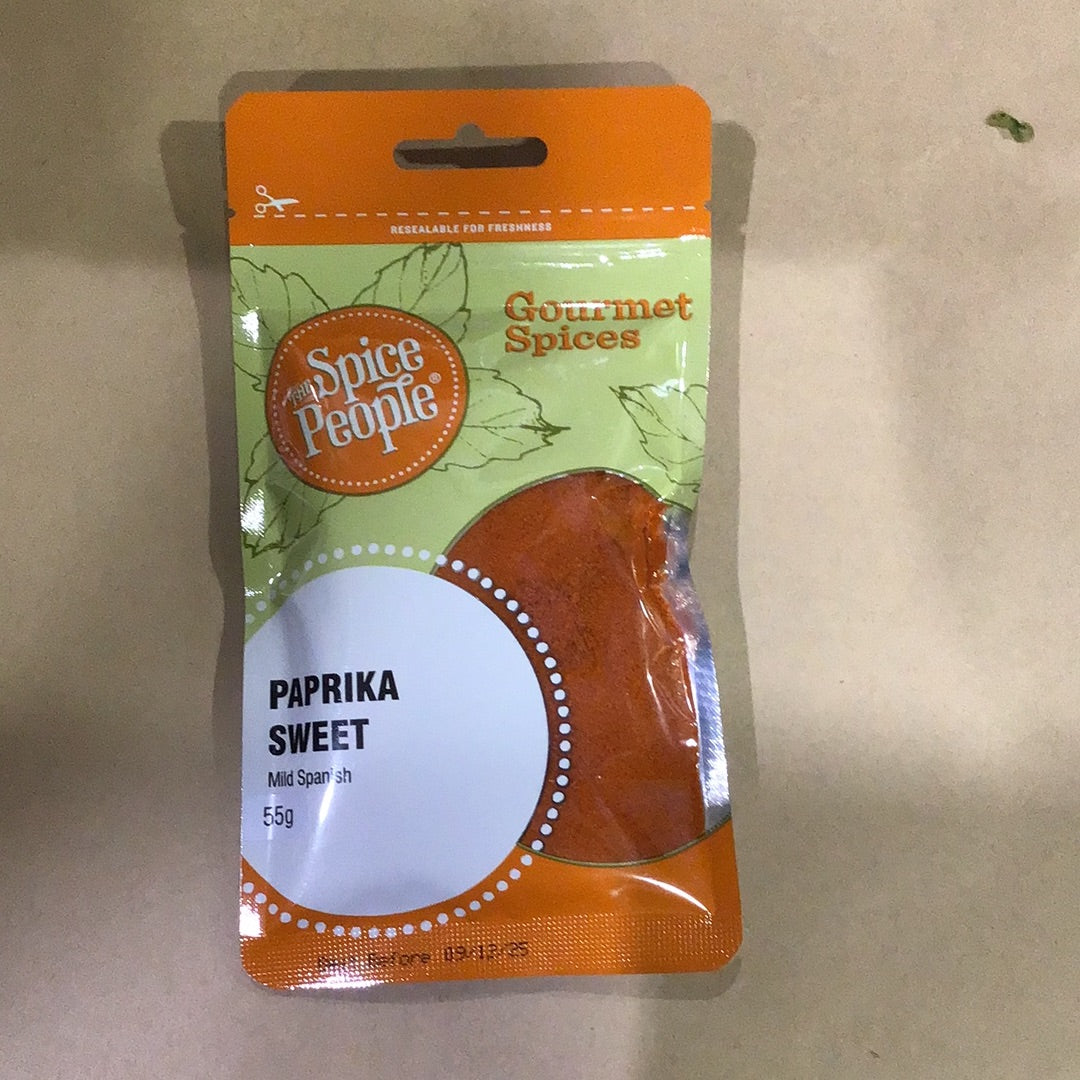 RESEALABLE FOR FRESHNESS
Gourmet
Spices
THE Spice
People®
PAPRIKA
SWEET
Mild Spanish
55g
Best Before 09/12/25